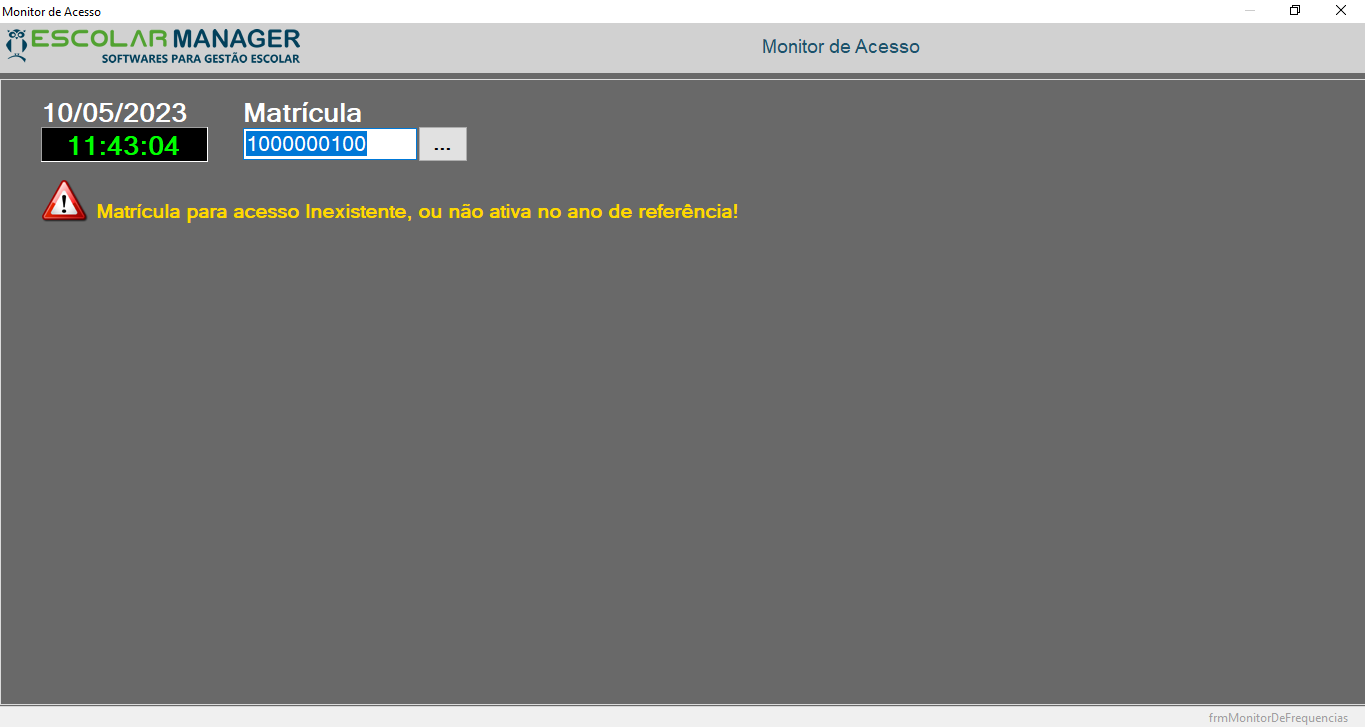 Monitor de Acesso
ESCOLAR MANAGER
SOFTWARES PARA GESTÃO ESCOLAR
Monitor de Acesso
10/05/2023
Matrícula
11:43:04
1000000100
...
Matrícula para acesso Inexistente, ou não ativa no ano de referência!
frmMonitorDeFrequencias